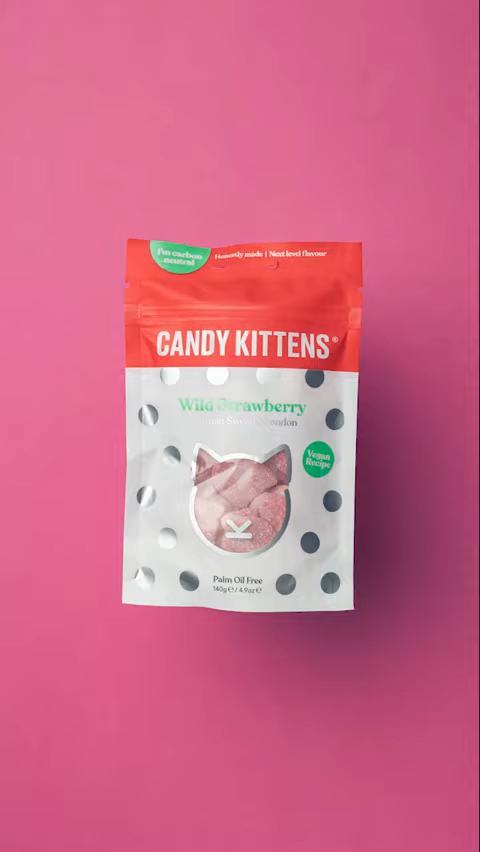 I'm carbon
neutral
Honestly made | Next level flavour
CANDY KITTENS®
Wild Strawberry
Vegan
Recipe
K
Palm Oil Free
140g ℮ / 4.9oz ℮